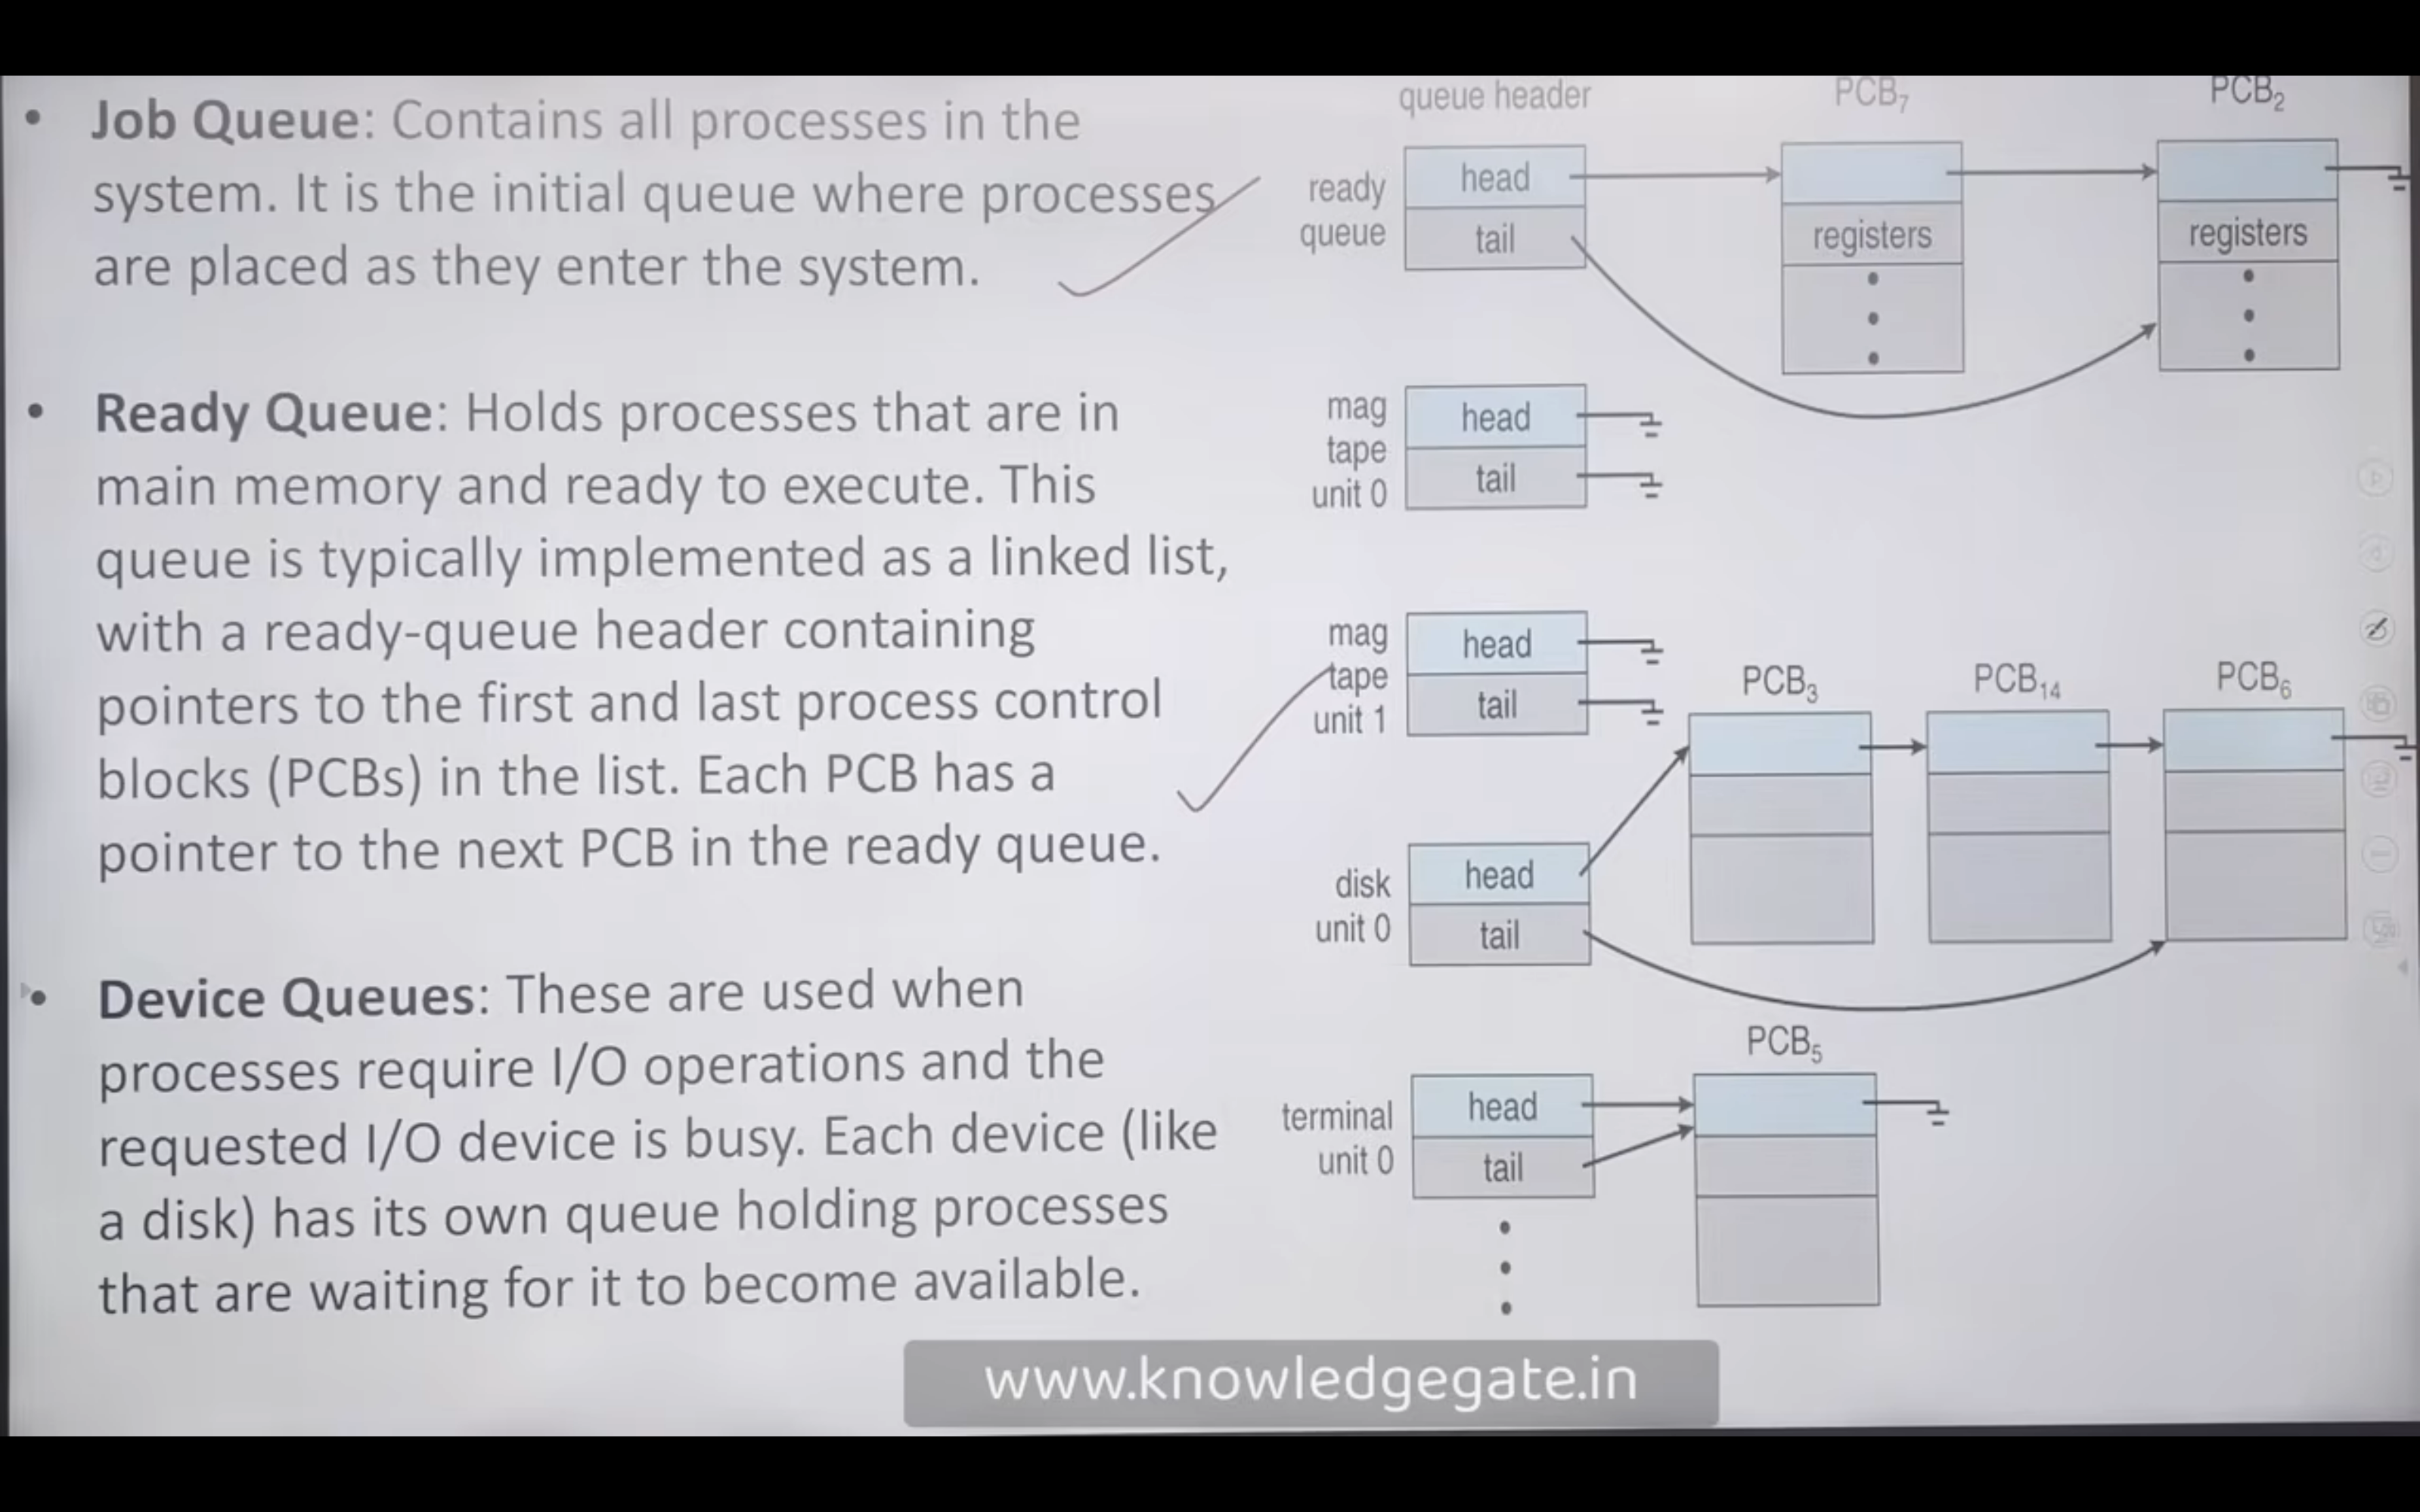 • Job Queue: Contains all processes in the
system. It is the initial queue where processes
are placed as they enter the system.
• Ready Queue: Holds processes that are in
main memory and ready to execute. This
queue is typically implemented as a linked list,
with a ready-queue header containing
pointers to the first and last process control
blocks (PCBs) in the list. Each PCB has a
pointer to the next PCB in the ready queue.
• Device Queues: These are used when
processes require I/O operations and the
requested I/O device is busy. Each device (like
a disk) has its own queue holding processes
that are waiting for it to become available.
queue header
PCB₇
PCB₂
ready
queue
head
tail
registers
registers
mag
tape
unit 0
head
tail
mag
tape
unit 1
head
tail
PCB₃
PCB₁₄
PCB₆
disk
unit 0
head
tail
PCB₅
terminal
unit 0
head
tail
www.knowledgegate.in